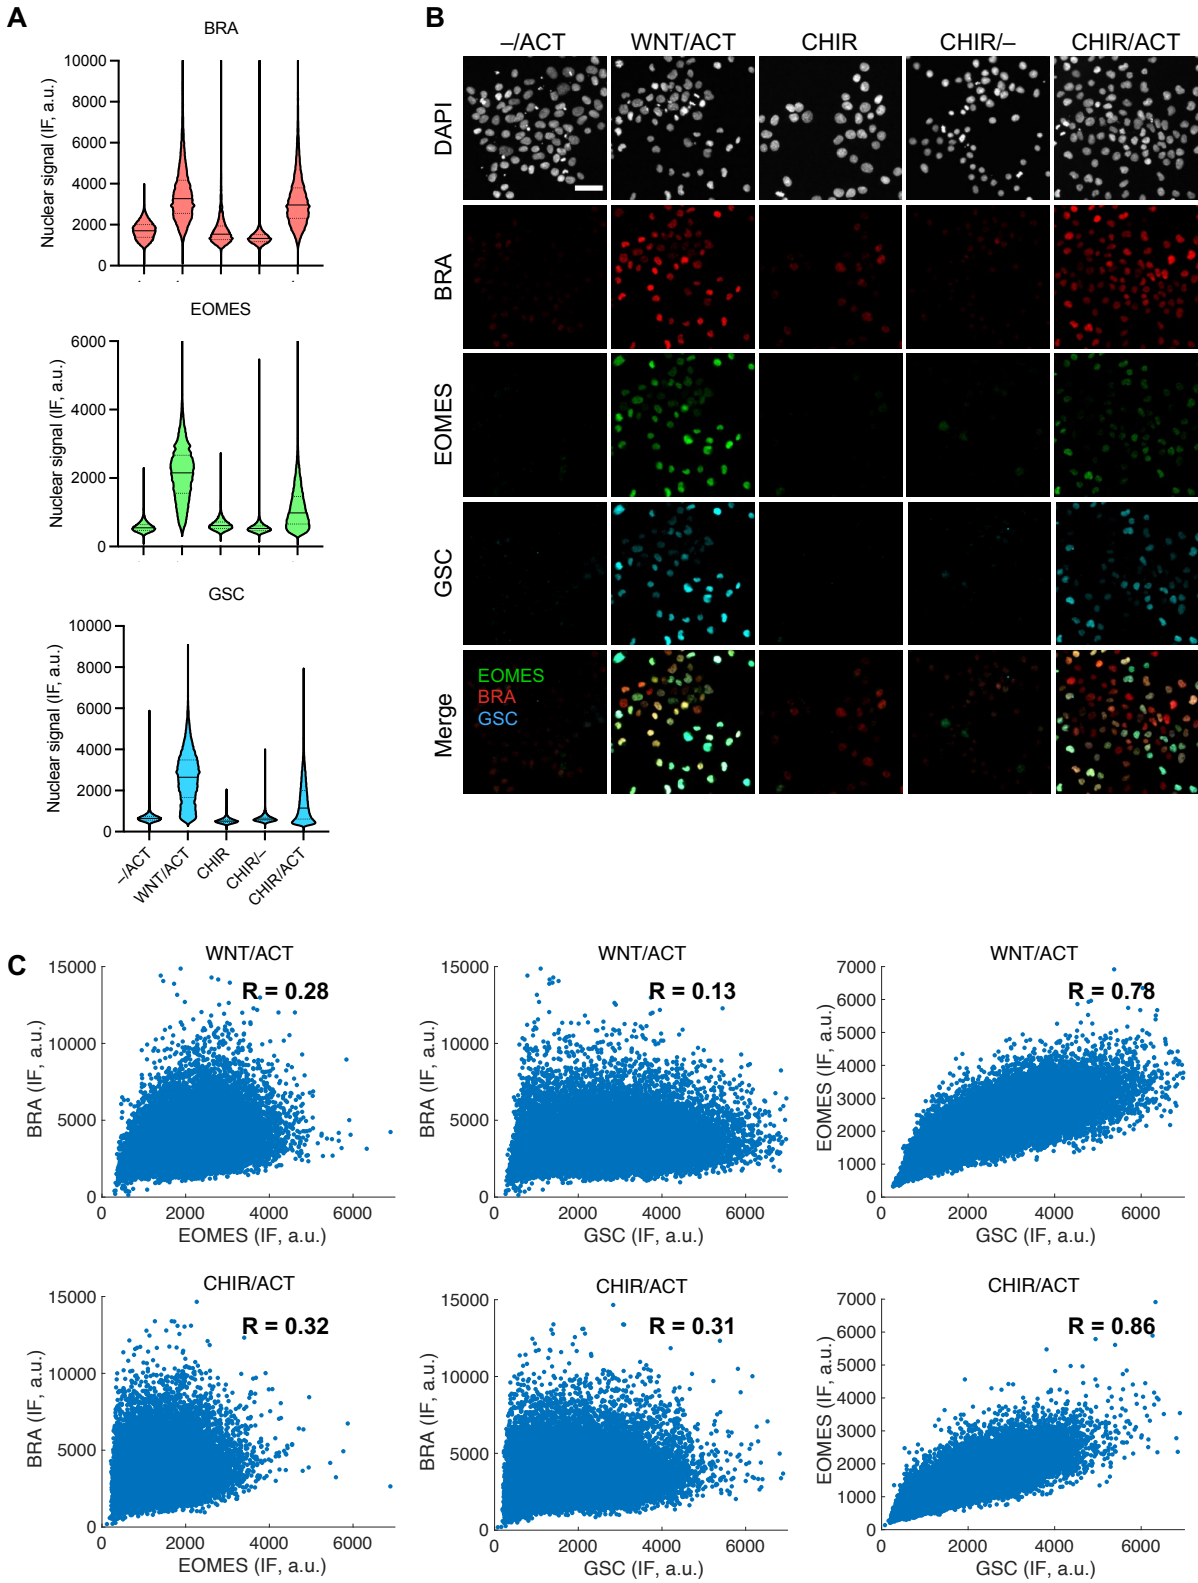 A
BRA
Nuclear signal (IF, a.u.)
10000
8000
6000
4000
2000
0
EOMES
Nuclear signal (IF, a.u.)
6000
4000
2000
0
GSC
Nuclear signal (IF, a.u.)
10000
8000
6000
4000
2000
0
–/ACT
WNT/ACT
CHIR
CHIR/–
CHIR/ACT
B
–/ACT WNT/ACT CHIR CHIR/– CHIR/ACT
DAPI
BRA
EOMES
GSC
Merge
EOMES
BRA
GSC
C
WNT/ACT
R = 0.28
BRA (IF, a.u.)
15000
10000
5000
0
0 2000 4000 6000
EOMES (IF, a.u.)
WNT/ACT
R = 0.13
BRA (IF, a.u.)
15000
10000
5000
0
0 2000 4000 6000
GSC (IF, a.u.)
WNT/ACT
R = 0.78
EOMES (IF, a.u.)
7000
6000
5000
4000
3000
2000
1000
0
0 2000 4000 6000
GSC (IF, a.u.)
CHIR/ACT
R = 0.32
BRA (IF, a.u.)
15000
10000
5000
0
0 2000 4000 6000
EOMES (IF, a.u.)
CHIR/ACT
R = 0.31
BRA (IF, a.u.)
15000
10000
5000
0
0 2000 4000 6000
GSC (IF, a.u.)
CHIR/ACT
R = 0.86
EOMES (IF, a.u.)
7000
6000
5000
4000
3000
2000
1000
0
0 2000 4000 6000
GSC (IF, a.u.)